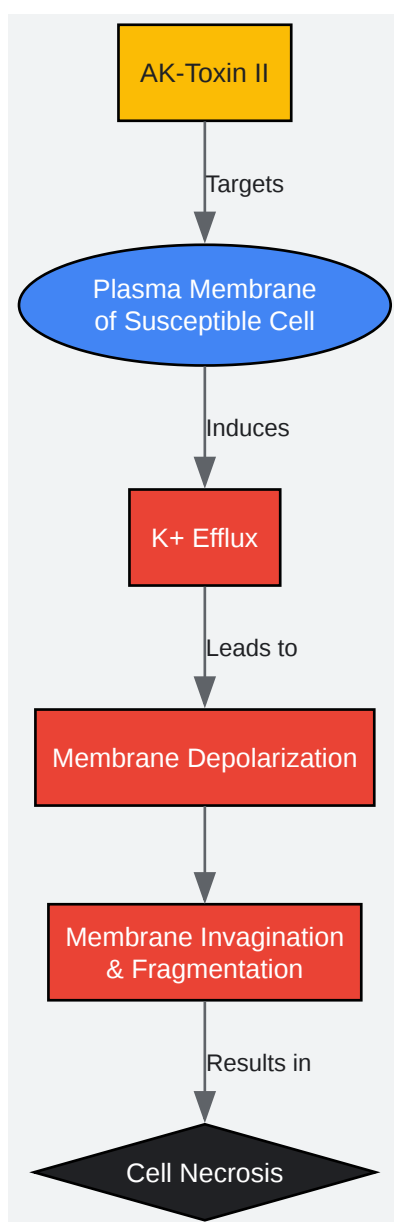 AK-Toxin II
Targets
Plasma Membrane
of Susceptible Cell
Induces
K+ Efflux
Leads to
Membrane Depolarization
Membrane Invagination
& Fragmentation
Results in
Cell Necrosis